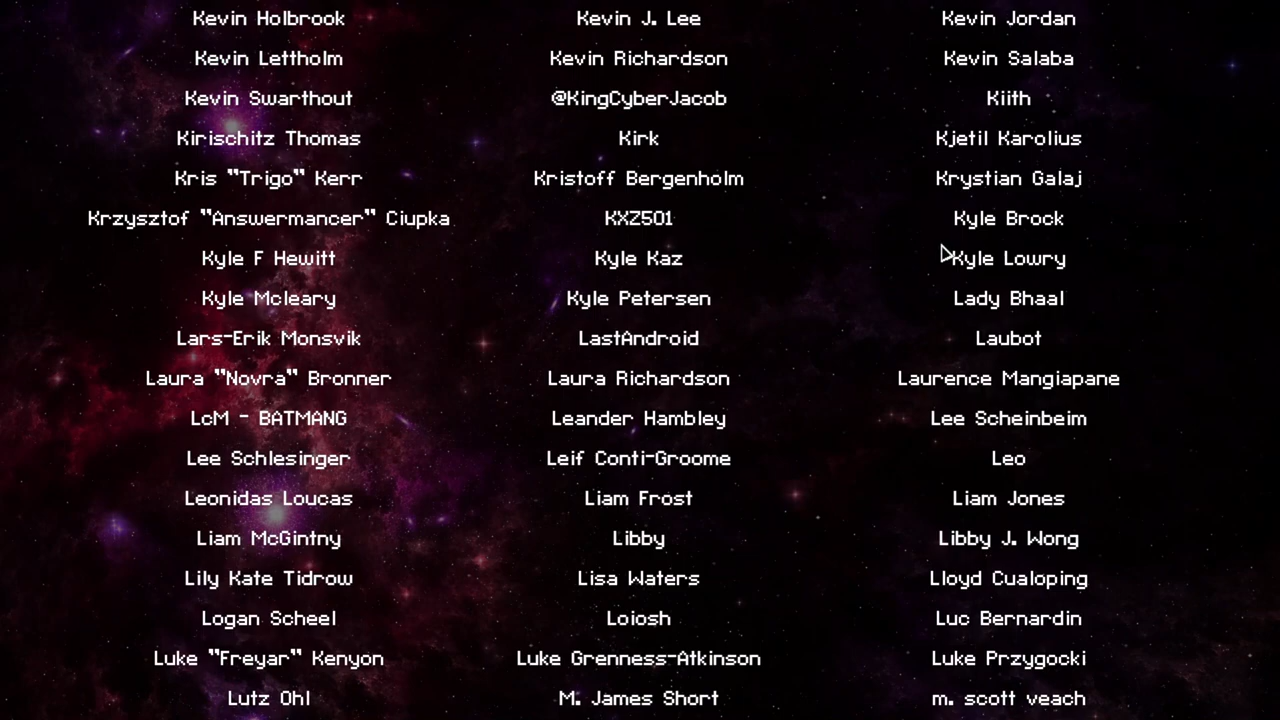 Kevin Holbrook Kevin J. Lee Kevin Jordan
Kevin Lettholm Kevin Richardson Kevin Salaba
Kevin Swarthout @KingCyberJacob Kiith
Kirischitz Thomas Kirk Kjetil Karolius
Kris "Trigo" Kerr Kristoff Bergenholm Krystian Galaj
Krzysztof "Answermancer" Ciupka KXZ501 Kyle Brock
Kyle F Hewitt Kyle Kaz Kyle Lowry
Kyle Mcleary Kyle Petersen Lady Bhaal
Lars-Erik Monsvik LastAndroid Laubot
Laura "Novra" Bronner Laura Richardson Laurence Mangiapane
LcM - BATMANG Leander Hambley Lee Scheinbeim
Lee Schlesinger Leif Conti-Groome Leo
Leonidas Loucas Liam Frost Liam Jones
Liam McGintny Libby Libby J. Wong
Lily Kate Tidrow Lisa Waters Lloyd Cualoping
Logan Scheel Loiosh Luc Bernardin
Luke "Freyar" Kenyon Luke Grenness-Atkinson Luke Przygocki
Lutz Ohl M. James Short m. scott veach